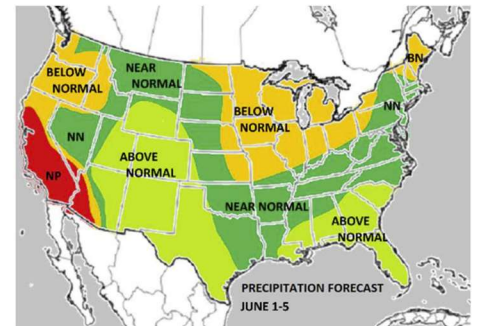 BN
BELOW
NORMAL
NEAR
NORMAL
BELOW
NORMAL
NN
NN
ABOVE
NORMAL
NP
NEAR NORMAL
ABOVE
NORMAL
PRECIPITATION FORECAST
JUNE 1-5